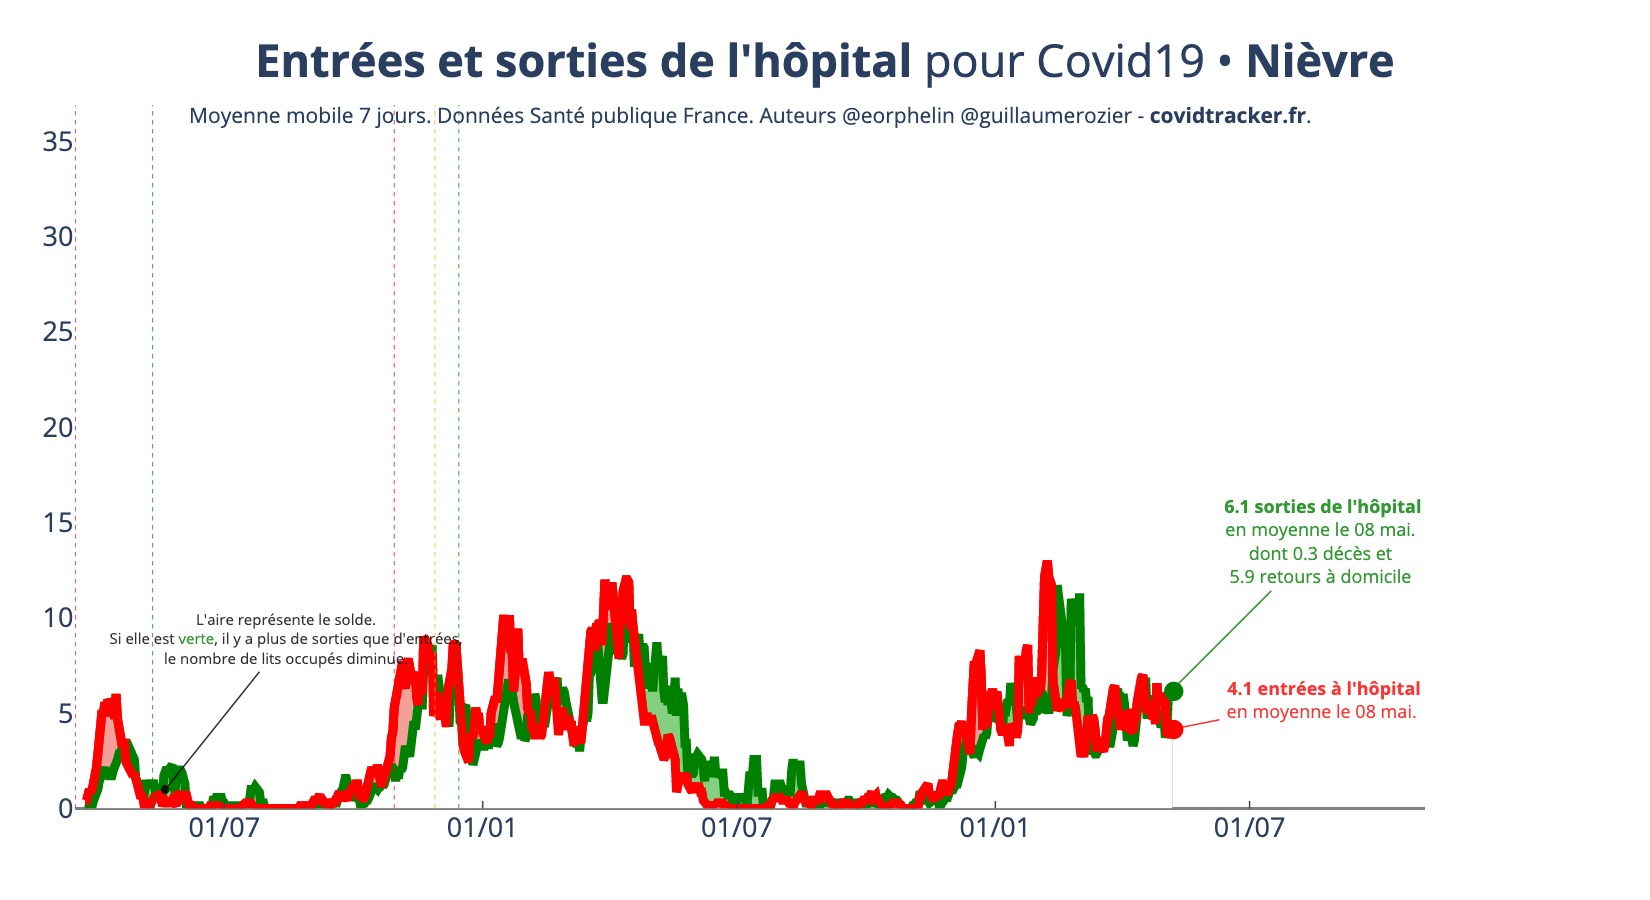 Entrées et sorties de l'hôpital pour Covid19 • Nièvre
Moyenne mobile 7 jours. Données Santé publique France. Auteurs @eorphelin @guillaumerozier - covidtracker.fr.
35
30
25
20
15
10
5
0
L'aire représente le solde.
Si elle est verte, il y a plus de sorties que d'entrées,
le nombre de lits occupés diminue.
6.1 sorties de l'hôpital
en moyenne le 08 mai.
dont 0.3 décès et
5.9 retours à domicile
4.1 entrées à l'hôpital
en moyenne le 08 mai.
01/07
01/01
01/07
01/01
01/07